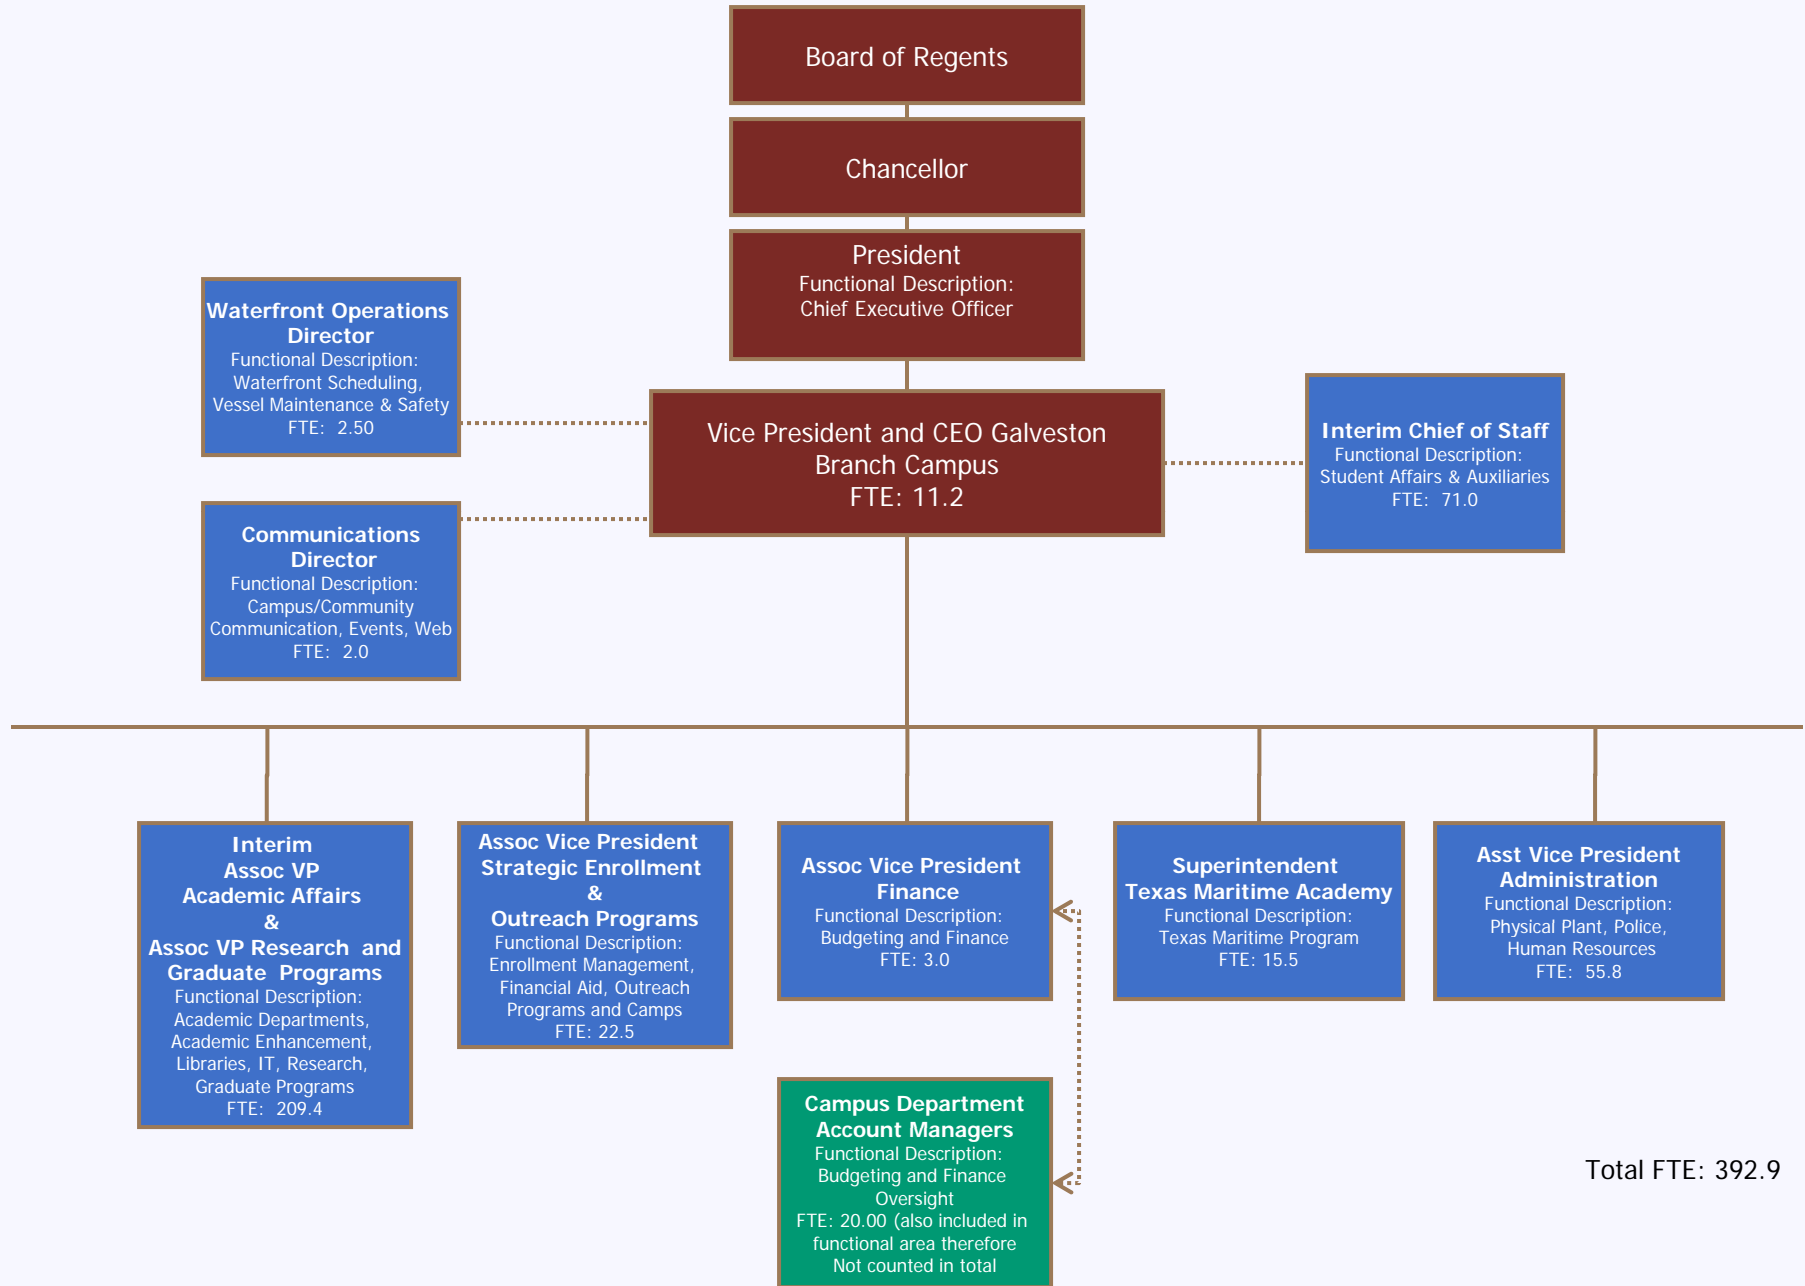 Board of Regents
Chancellor
President
Functional Description:
Chief Executive Officer
Waterfront Operations
Director
Functional Description:
Waterfront Scheduling,
Vessel Maintenance & Safety
FTE: 2.50
Vice President and CEO Galveston
Branch Campus
FTE: 11.2
Interim Chief of Staff
Functional Description:
Student Affairs & Auxiliaries
FTE: 71.0
Communications
Director
Functional Description:
Campus/Community
Communication, Events, Web
FTE: 2.0
Interim
Assoc VP
Academic Affairs
&
Assoc VP Research and
Graduate Programs
Functional Description:
Academic Departments,
Academic Enhancement,
Libraries, IT, Research,
Graduate Programs
FTE: 209.4
Assoc Vice President
Strategic Enrollment
&
Outreach Programs
Functional Description:
Enrollment Management,
Financial Aid, Outreach
Programs and Camps
FTE: 22.5
Assoc Vice President
Finance
Functional Description:
Budgeting and Finance
FTE: 3.0
Superintendent
Texas Maritime Academy
Functional Description:
Texas Maritime Program
FTE: 15.5
Asst Vice President
Administration
Functional Description:
Physical Plant, Police,
Human Resources
FTE: 55.8
Campus Department
Account Managers
Functional Description:
Budgeting and Finance
Oversight
FTE: 20.00 (also included in
functional area therefore
Not counted in total
Total FTE: 392.9